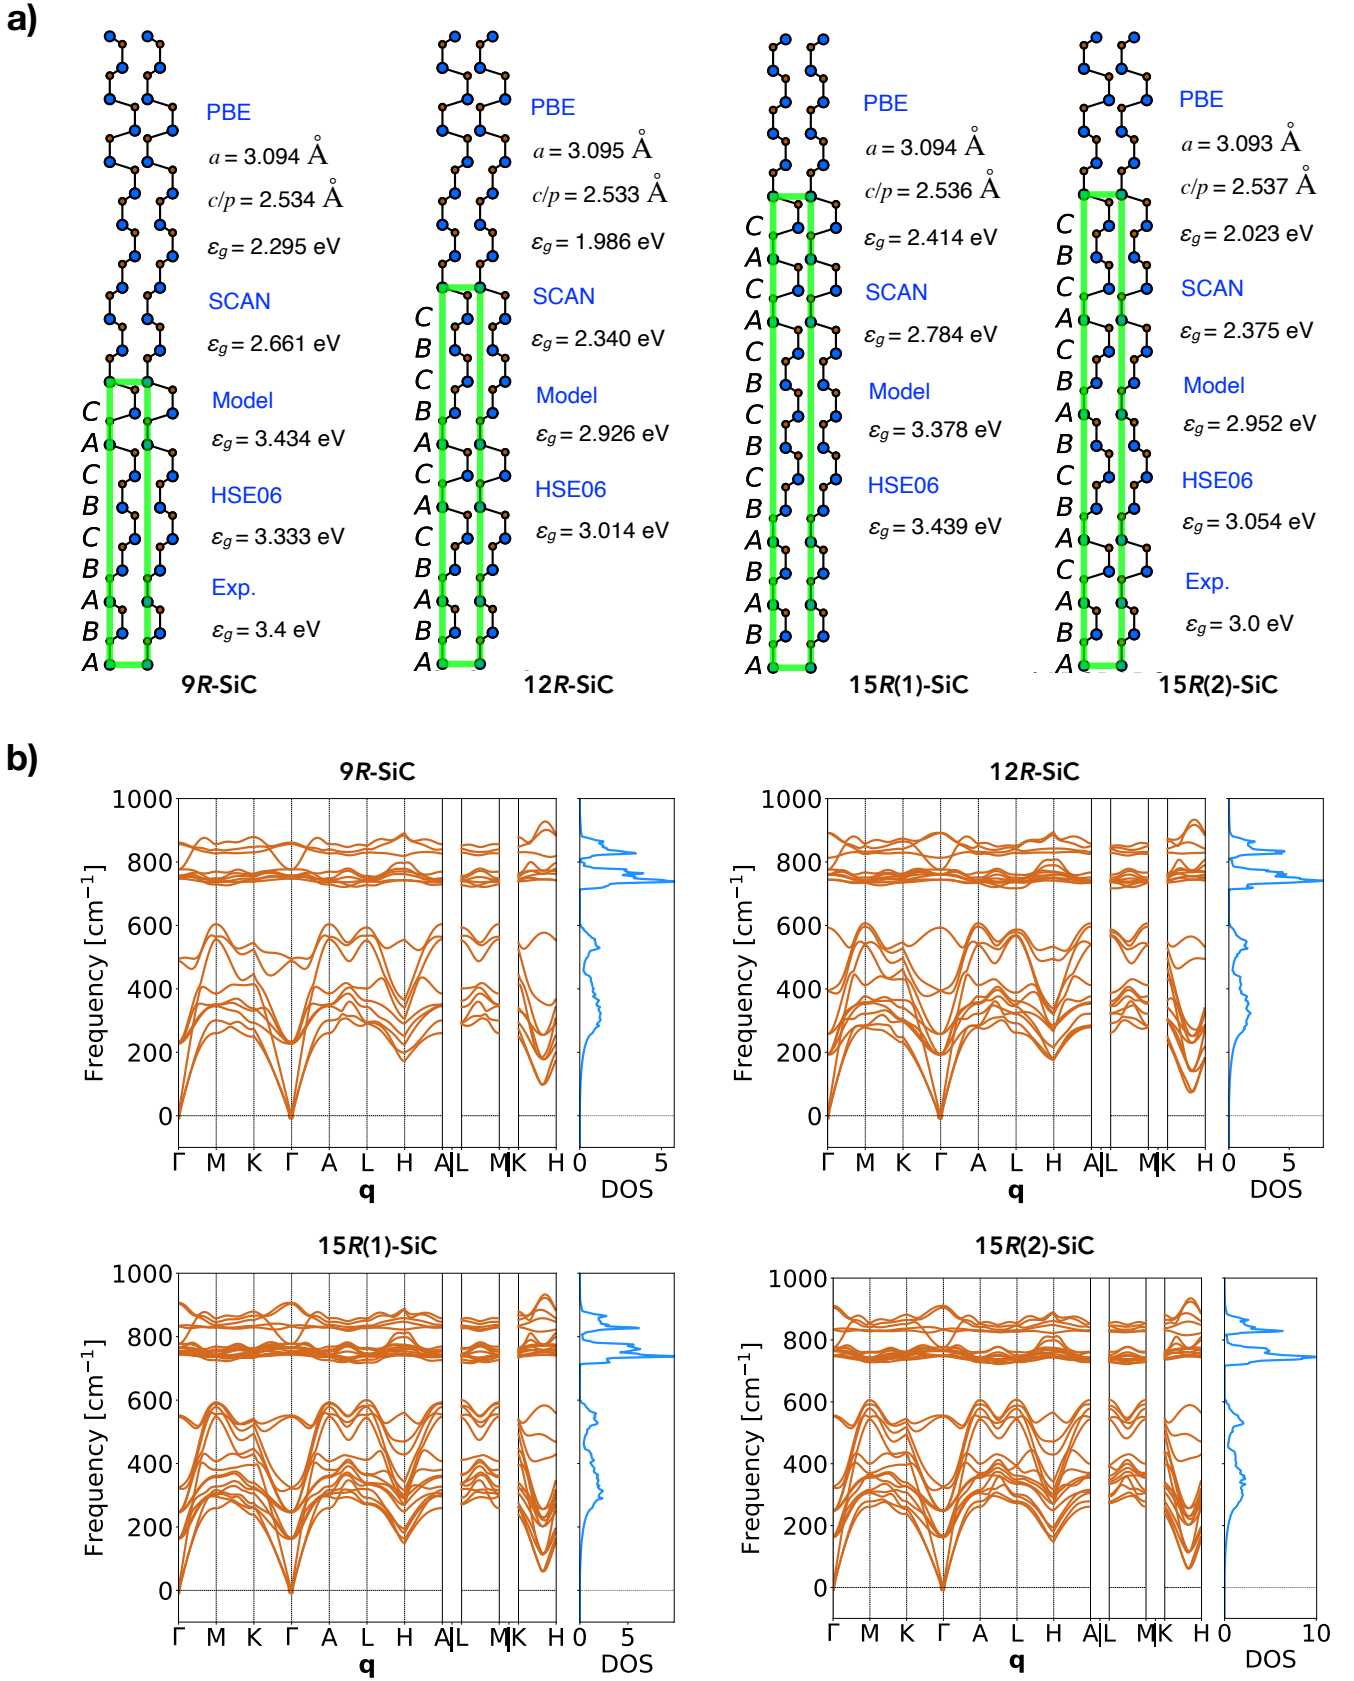 a)
PBE
a = 3.094 Å
c/p = 2.534 Å
εg = 2.295 eV
SCAN
εg = 2.661 eV
Model
εg = 3.434 eV
HSE06
εg = 3.333 eV
Exp.
εg = 3.4 eV
C
A
C
B
C
B
A
B
A
9R-SiC
PBE
a = 3.095 Å
c/p = 2.533 Å
εg = 1.986 eV
SCAN
εg = 2.340 eV
Model
εg = 2.926 eV
HSE06
εg = 3.014 eV
C
B
C
B
A
C
A
C
B
A
B
A
12R-SiC
PBE
a = 3.094 Å
c/p = 2.536 Å
εg = 2.414 eV
SCAN
εg = 2.784 eV
Model
εg = 3.378 eV
HSE06
εg = 3.439 eV
C
A
C
A
C
B
C
B
C
B
A
B
A
B
A
15R(1)-SiC
PBE
a = 3.093 Å
c/p = 2.537 Å
εg = 2.023 eV
SCAN
εg = 2.375 eV
Model
εg = 2.952 eV
HSE06
εg = 3.054 eV
Exp.
εg = 3.0 eV
C
B
C
A
C
B
A
B
C
B
A
C
A
B
A
15R(2)-SiC
b)
9R-SiC
1000
800
600
400
200
0
Frequency [cm⁻¹]
Γ M K Γ A L H A|L M|K H
q
0 5
DOS
12R-SiC
1000
800
600
400
200
0
Frequency [cm⁻¹]
Γ M K Γ A L H A|L M|K H
q
0 5
DOS
15R(1)-SiC
1000
800
600
400
200
0
Frequency [cm⁻¹]
Γ M K Γ A L H A|L M|K H
q
0 5
DOS
15R(2)-SiC
1000
800
600
400
200
0
Frequency [cm⁻¹]
Γ M K Γ A L H A|L M|K H
q
0 10
DOS